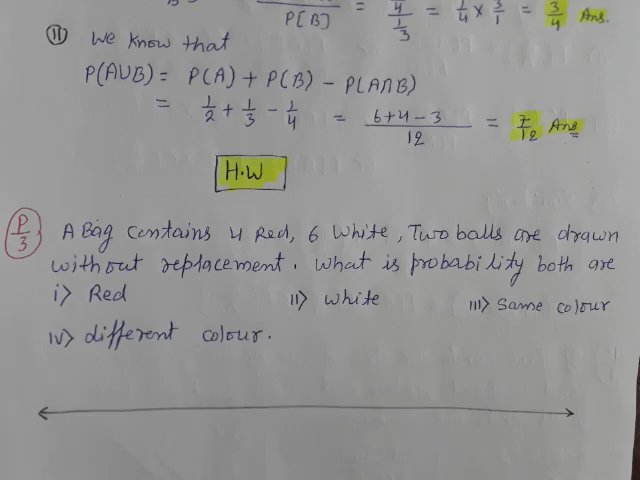 P[B] = 1/4 / 1/3 = 1/4 × 3/1 = 3/4 Ans.
(II) We know that
P(AUB) = P(A) + P(B) - P(A∩B)
= 1/2 + 1/3 - 1/4 = 6+4-3 / 12 = 7/12 Ans
H.W
P/3 A Bag contains 4 Red, 6 White, Two balls are drawn
without replacement. What is probability both are
i> Red ii> White iii> Same colour
iv> different colour.